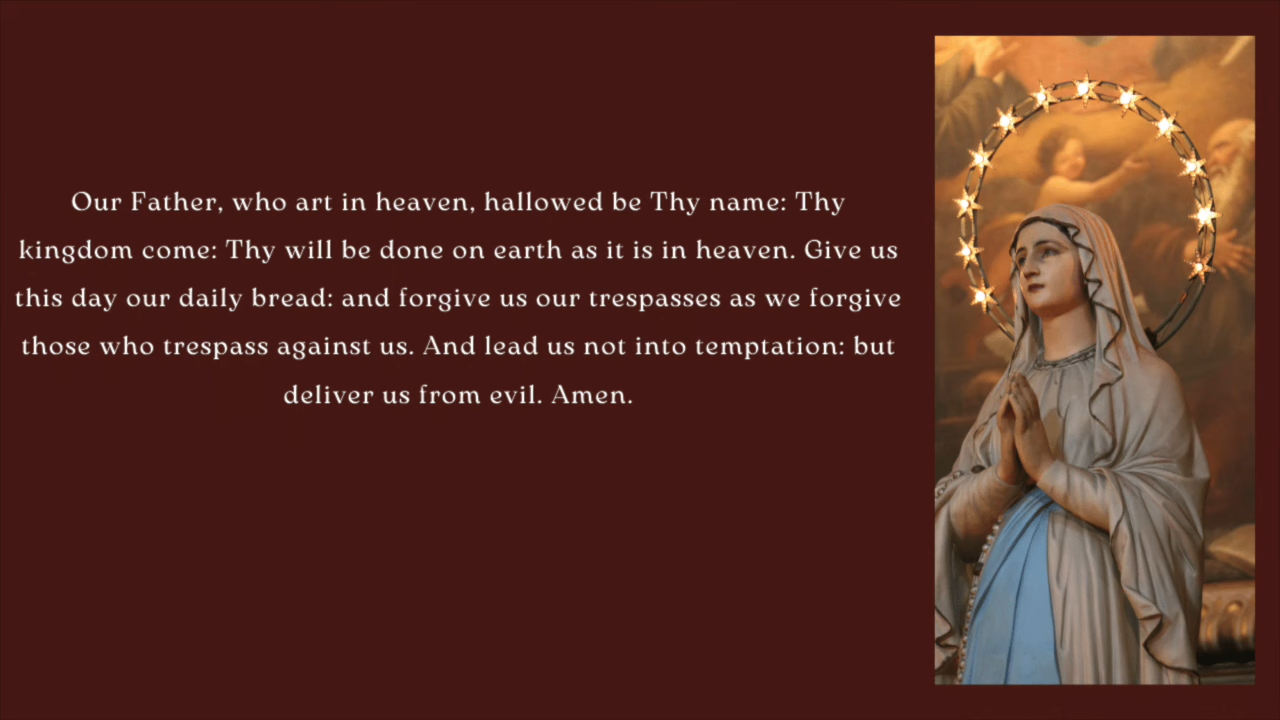 Our Father, who art in heaven, hallowed be Thy name: Thy
kingdom come: Thy will be done on earth as it is in heaven. Give us
this day our daily bread: and forgive us our trespasses as we forgive
those who trespass against us. And lead us not into temptation: but
deliver us from evil. Amen.